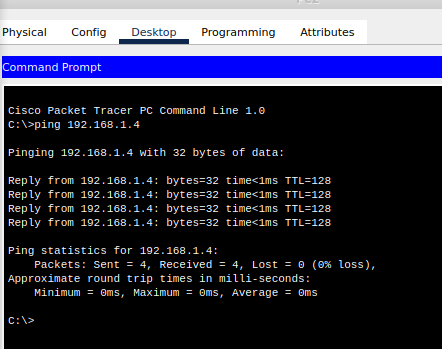 Physical Config Desktop Programming Attributes
Command Prompt
Cisco Packet Tracer PC Command Line 1.0
C:\>ping 192.168.1.4
Pinging 192.168.1.4 with 32 bytes of data:
Reply from 192.168.1.4: bytes=32 time<1ms TTL=128
Reply from 192.168.1.4: bytes=32 time<1ms TTL=128
Reply from 192.168.1.4: bytes=32 time<1ms TTL=128
Reply from 192.168.1.4: bytes=32 time<1ms TTL=128
Ping statistics for 192.168.1.4:
Packets: Sent = 4, Received = 4, Lost = 0 (0% loss),
Approximate round trip times in milli-seconds:
Minimum = 0ms, Maximum = 0ms, Average = 0ms
C:\>